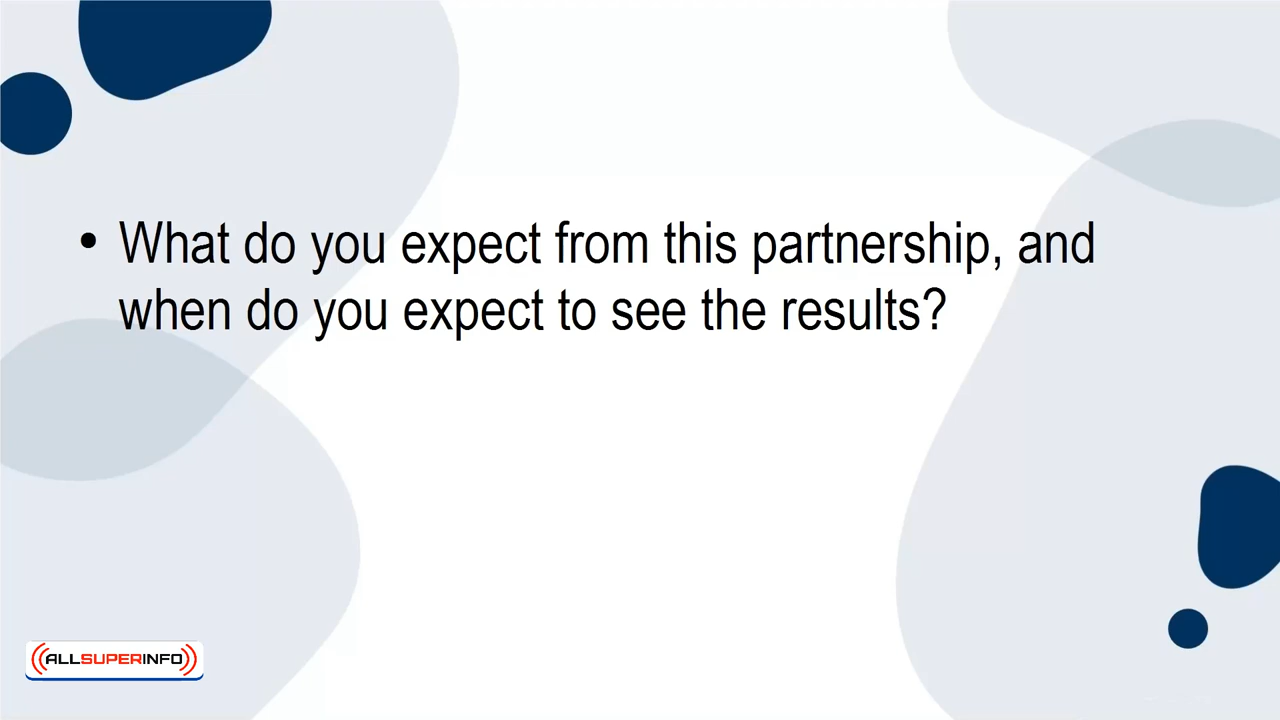 • What do you expect from this partnership, and
when do you expect to see the results?
ALLSUPERINFO